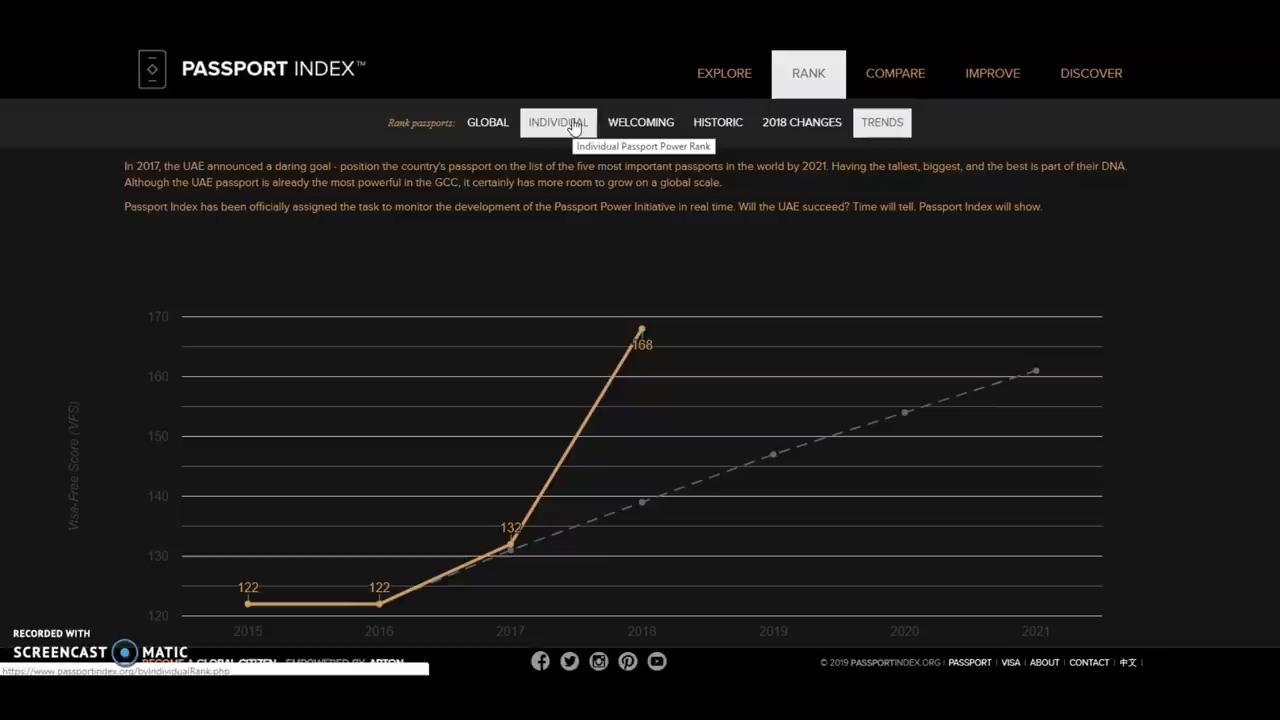 PASSPORT INDEX™
EXPLORE RANK COMPARE IMPROVE DISCOVER
Rank passports: GLOBAL INDIVIDUAL WELCOMING HISTORIC 2018 CHANGES TRENDS
Individual Passport Power Rank
In 2017, the UAE announced a daring goal - position the country's passport on the list of the five most important passports in the world by 2021. Having the tallest, biggest, and the best is part of their DNA.
Although the UAE passport is already the most powerful in the GCC, it certainly has more room to grow on a global scale.
Passport Index has been officially assigned the task to monitor the development of the Passport Power Initiative in real time. Will the UAE succeed? Time will tell. Passport Index will show.
170
168
160
150
Visa-Free Score (VFS)
140
132
130
122 122
120
2015 2016 2017 2018 2019 2020 2021
RECORDED WITH
SCREENCAST MATIC
BECOME A GLOBAL CITIZEN EMPOWERED BY ARTON
© 2019 PASSPORTINDEX.ORG | PASSPORT | VISA | ABOUT | CONTACT | 中文 |
https://www.passportindex.org/byIndividualRank.php